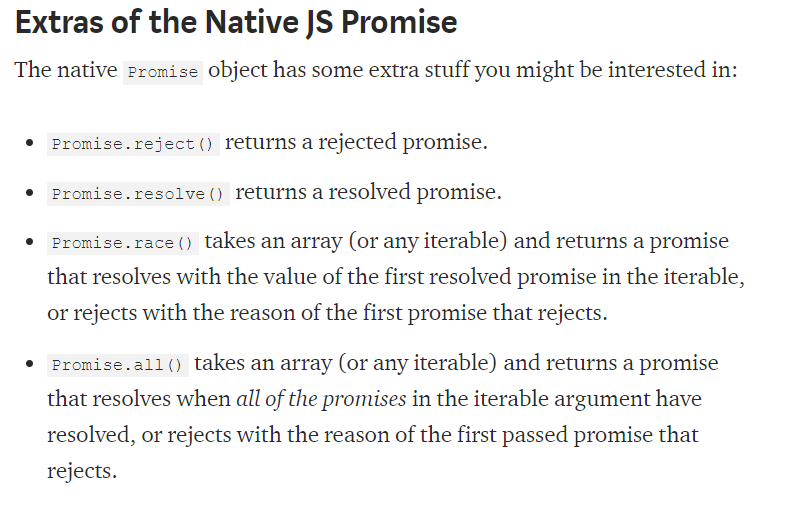 Extras of the Native JS Promise
The native Promise object has some extra stuff you might be interested in:
• Promise.reject() returns a rejected promise.
• Promise.resolve() returns a resolved promise.
• Promise.race() takes an array (or any iterable) and returns a promise
that resolves with the value of the first resolved promise in the iterable,
or rejects with the reason of the first promise that rejects.
• Promise.all() takes an array (or any iterable) and returns a promise
that resolves when all of the promises in the iterable argument have
resolved, or rejects with the reason of the first passed promise that
rejects.